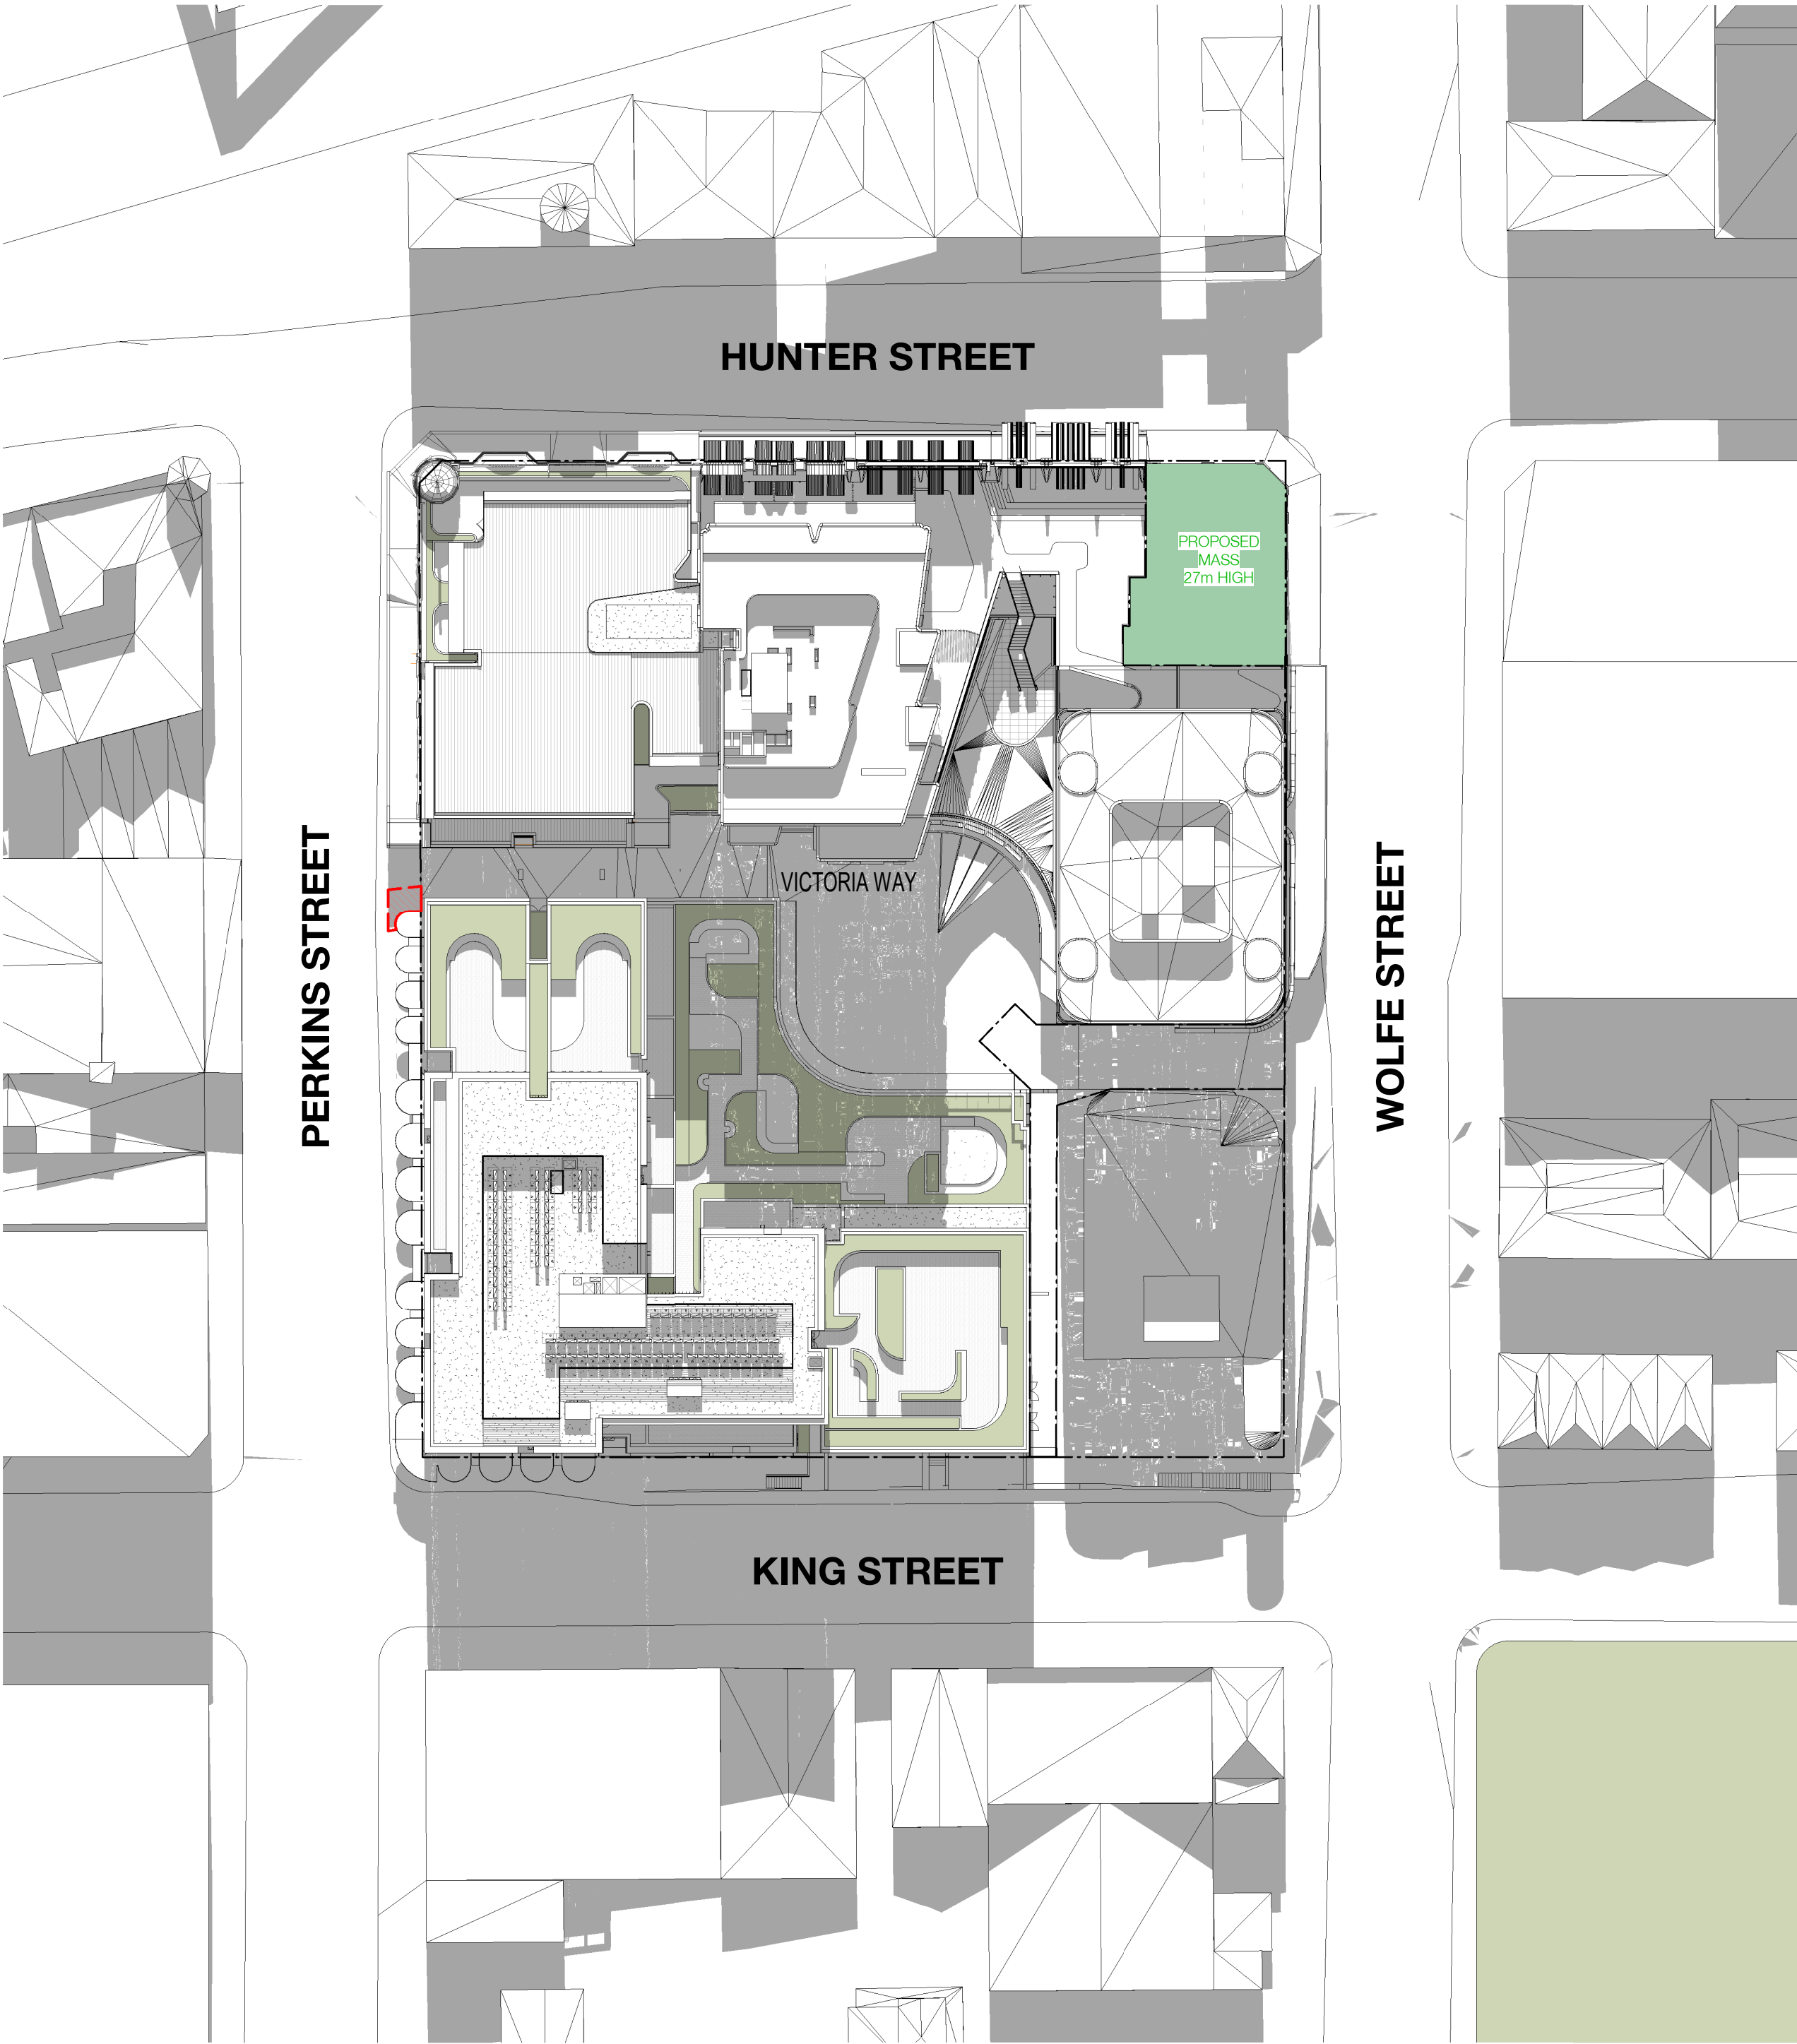 HUNTER STREET
PROPOSED
MASS
27m HIGH
VICTORIA WAY
PERKINS STREET
WOLFE STREET
KING STREET